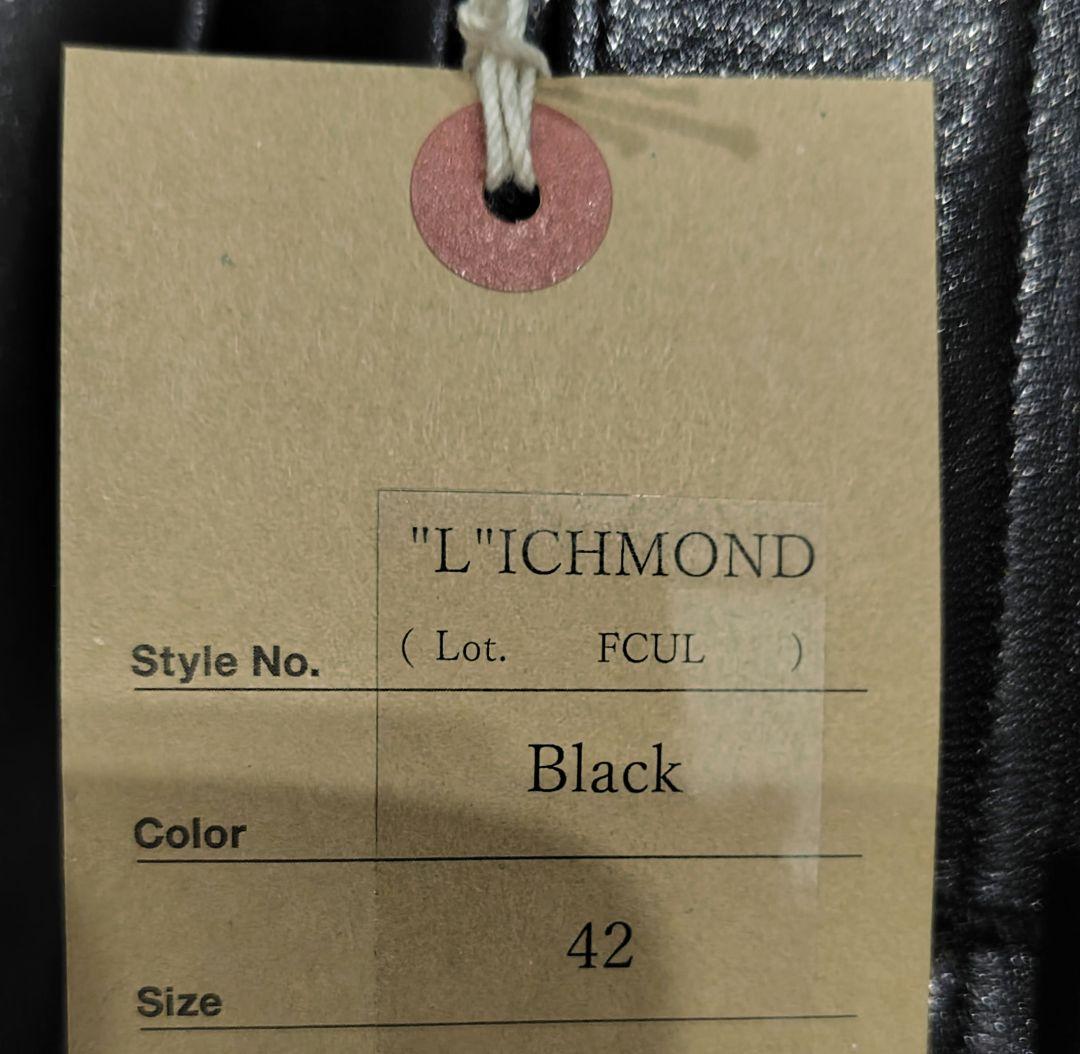 "L"ICHMOND
Style No. ( Lot. FCUL )
Black
Color
42
Size